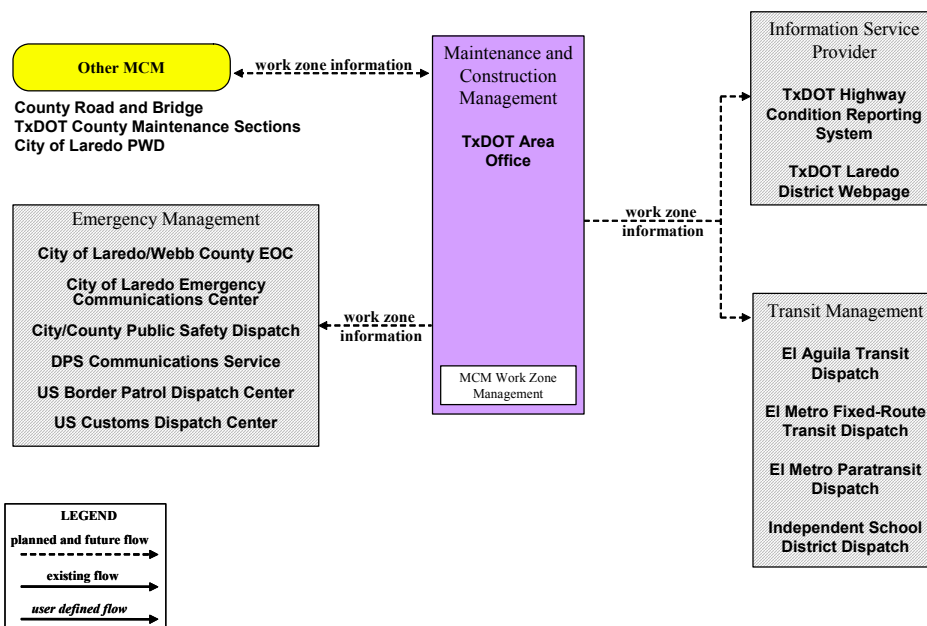 Other MCM
County Road and Bridge
TxDOT County Maintenance Sections
City of Laredo PWD
work zone information
Maintenance and
Construction
Management
TxDOT Area
Office
MCM Work Zone
Management
Information Service
Provider
TxDOT Highway
Condition Reporting
System
TxDOT Laredo
District Webpage
work zone
information
Emergency Management
City of Laredo/Webb County EOC
City of Laredo Emergency
Communications Center
City/County Public Safety Dispatch
DPS Communications Service
US Border Patrol Dispatch Center
US Customs Dispatch Center
work zone
information
Transit Management
El Aguila Transit
Dispatch
El Metro Fixed-Route
Transit Dispatch
El Metro Paratransit
Dispatch
Independent School
District Dispatch
LEGEND
planned and future flow
existing flow
user defined flow